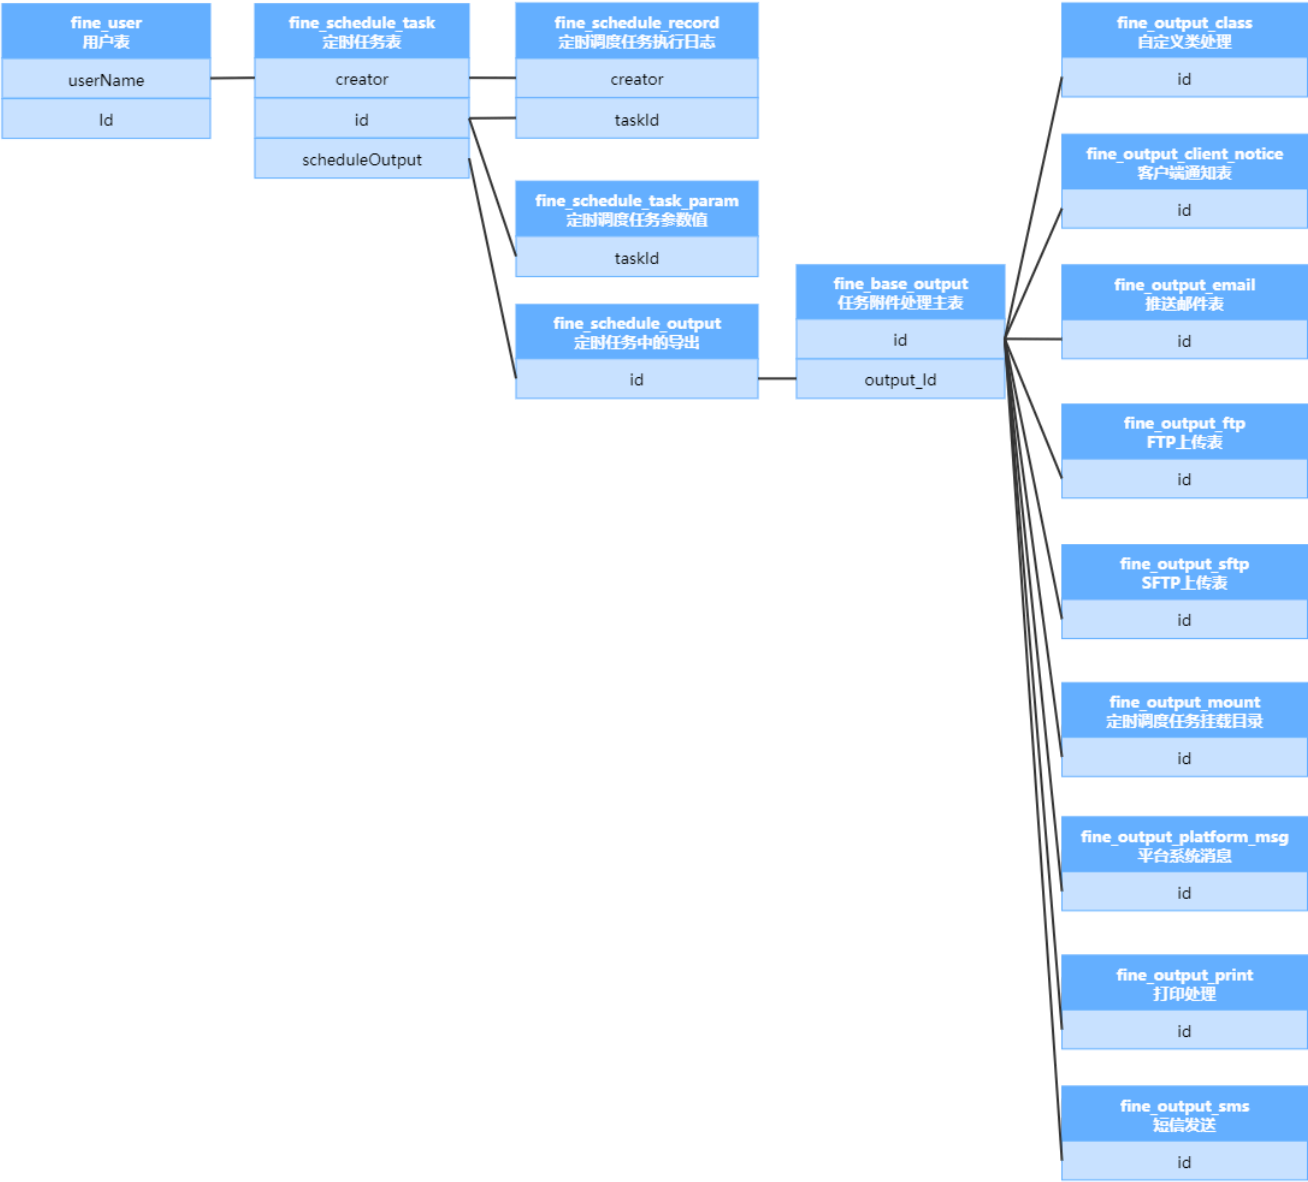 fine_user
用户表
userName
Id
fine_schedule_task
定时任务表
creator
id
scheduleOutput
fine_schedule_record
定时调度任务执行日志
creator
taskId
fine_schedule_task_param
定时调度任务参数值
taskId
fine_schedule_output
定时任务中的导出
id
fine_base_output
任务附件处理主表
id
output_Id
fine_output_class
自定义类处理
id
fine_output_client_notice
客户端通知表
id
fine_output_email
推送邮件表
id
fine_output_ftp
FTP上传表
id
fine_output_sftp
SFTP上传表
id
fine_output_mount
定时调度任务挂载目录
id
fine_output_platform_msg
平台系统消息
id
fine_output_print
打印处理
id
fine_output_sms
短信发送
id